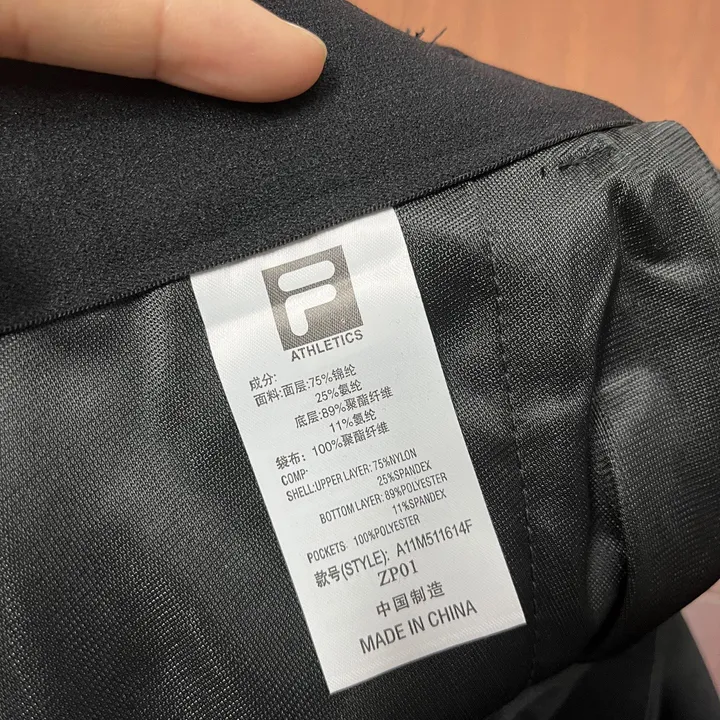 F
ATHLETICS
成分:
面料:面层:75%锦纶
25%氨纶
底层:89%聚酯纤维
11%氨纶
袋布: 100%聚酯纤维
COMP·
SHELL:UPPER LAYER: 75%NYLON
25%SPANDEX
BOTTOM LAYER: 89%POLYESTER
11%SPANDEX
POCKETS 100%POLYESTER
款号(STYLE): A11M511614F
ZP01
中国制造
MADE IN CHINA